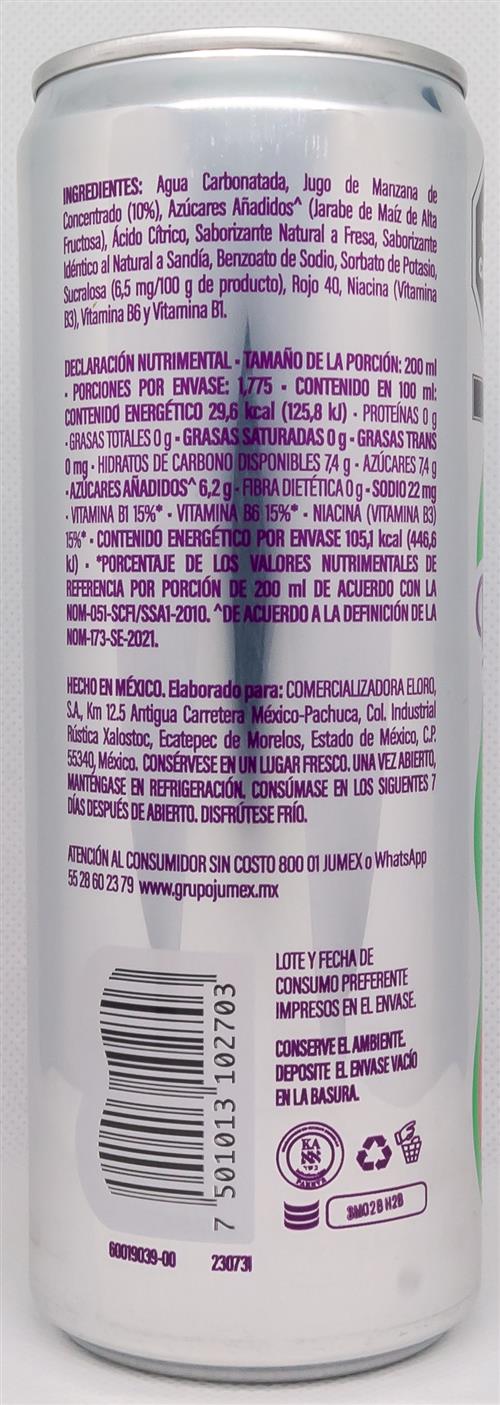 INGREDIENTES: Agua Carbonatada, Jugo de Manzana de
Concentrado (10%), Azúcares Añadidos^ (Jarabe de Maíz de Alta
Fructosa), Ácido Cítrico, Saborizante Natural a Fresa, Saborizante
Idéntico al Natural a Sandía, Benzoato de Sodio, Sorbato de Potasio,
Sucralosa (6,5 mg/100 g de producto), Rojo 40, Niacina (Vitamina
B3), Vitamina B6 y Vitamina B1.
DECLARACIÓN NUTRIMENTAL • TAMAÑO DE LA PORCIÓN: 200 ml
• PORCIONES POR ENVASE: 1,775 • CONTENIDO EN 100 ml:
CONTENIDO ENERGÉTICO 29,6 kcal (125,8 kJ) • PROTEÍNAS 0 g
• GRASAS TOTALES 0 g • GRASAS SATURADAS 0 g • GRASAS TRANS
0 mg • HIDRATOS DE CARBONO DISPONIBLES 7,4 g • AZÚCARES 7,4 g
• AZÚCARES AÑADIDOS^ 6,2 g • FIBRA DIETÉTICA 0 g • SODIO 22 mg
• VITAMINA B1 15%* • VITAMINA B6 15%* • NIACINA (VITAMINA B3)
15%* • CONTENIDO ENERGÉTICO POR ENVASE 105,1 kcal (446,6
kJ) • *PORCENTAJE DE LOS VALORES NUTRIMENTALES DE
REFERENCIA POR PORCIÓN DE 200 ml DE ACUERDO CON LA
NOM-051-SCFI/SSA1-2010. ^DE ACUERDO A LA DEFINICIÓN DE LA
NOM-173-SE-2021.
HECHO EN MÉXICO. Elaborado para: COMERCIALIZADORA ELORO,
S.A., Km 12.5 Antigua Carretera México-Pachuca, Col. Industrial
Rústica Xalostoc, Ecatepec de Morelos, Estado de México, C.P.
55340, México. CONSÉRVESE EN UN LUGAR FRESCO. UNA VEZ ABIERTO,
MANTÉNGASE EN REFRIGERACIÓN, CONSÚMASE EN LOS SIGUENTES 7
DÍAS DESPUÉS DE ABIERTO. DISFRÚTESE FRÍO.
ATENCIÓN AL CONSUMIDOR SIN COSTO 800 01 JUMEX o WhatsApp
55 28 60 23 79 www.grupojumex.mx
LOTE Y FECHA DE
CONSUMO PREFERENTE
IMPRESOS EN EL ENVASE.
CONSERVE EL AMBIENTE.
DEPOSITE EL ENVASE VACÍO
EN LA BASURA.
7 501013 102703
KA
PAREVE
3M02B H2B
60019039-00 230731